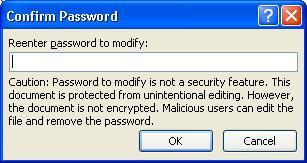 Confirm Password
Reenter password to modify:
Caution: Password to modify is not a security feature. This
document is protected from unintentional editing. However,
the document is not encrypted. Malicious users can edit the
file and remove the password.
OK Cancel